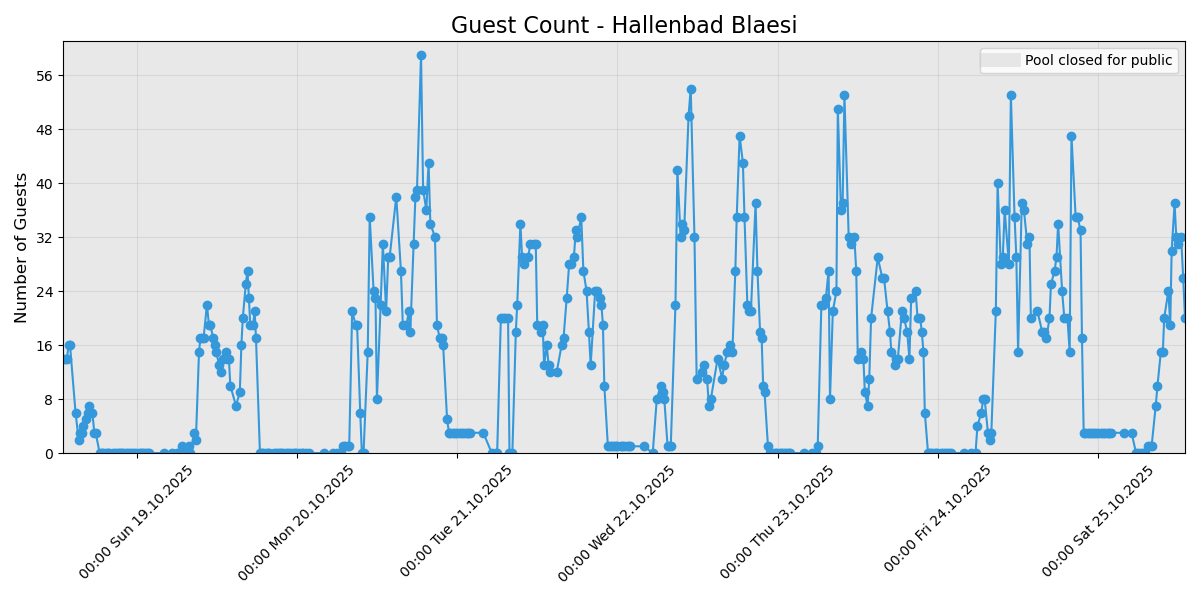 Guest Count - Hallenbad Blaesi
Pool closed for public
Number of Guests
56
48
40
32
24
16
8
0
00:00 Sun 19.10.2025
00:00 Mon 20.10.2025
00:00 Tue 21.10.2025
00:00 Wed 22.10.2025
00:00 Thu 23.10.2025
00:00 Fri 24.10.2025
00:00 Sat 25.10.2025